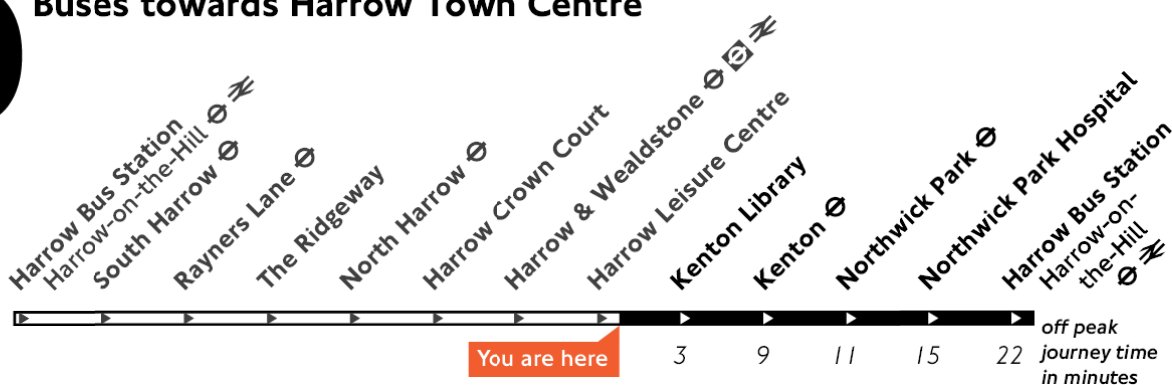 Buses towards Harrow Town Centre
Harrow Bus Station
Harrow-on-the-Hill
South Harrow
Rayners Lane
The Ridgeway
North Harrow
Harrow Crown Court
Harrow & Wealdstone
Harrow Leisure Centre
Kenton Library
Kenton
Northwick Park
Northwick Park Hospital
Harrow Bus Station
Harrow-on-
the-Hill
You are here
3 9 11 15 22
off peak
journey time
in minutes